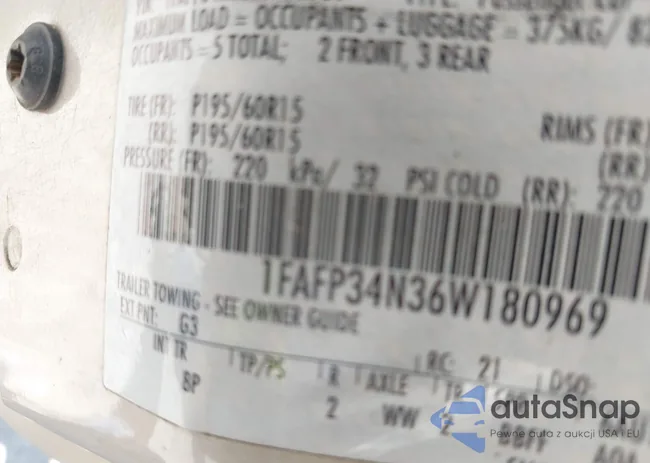 MAXIMUM LOAD = OCCUPANTS + LUGGAGE = 375KG/
OCCUPANTS = 5 TOTAL; 2 FRONT, 3 REAR
TIRE (FR): P195/60R15 RIMS (FR)
(RR): P195/60R15 (RR)
PRESSURE (FR): 220 kPa/ 32 PSI COLD (RR): 220
1FAFP34N36W180969
TRAILER TOWING - SEE OWNER GUIDE
EXT PNT: G3 RC: 21 DSO:
INT TR TP/PS R AXLE
BP 2 WW 2
autaSnap
Pewne auta z aukcji USA i EU